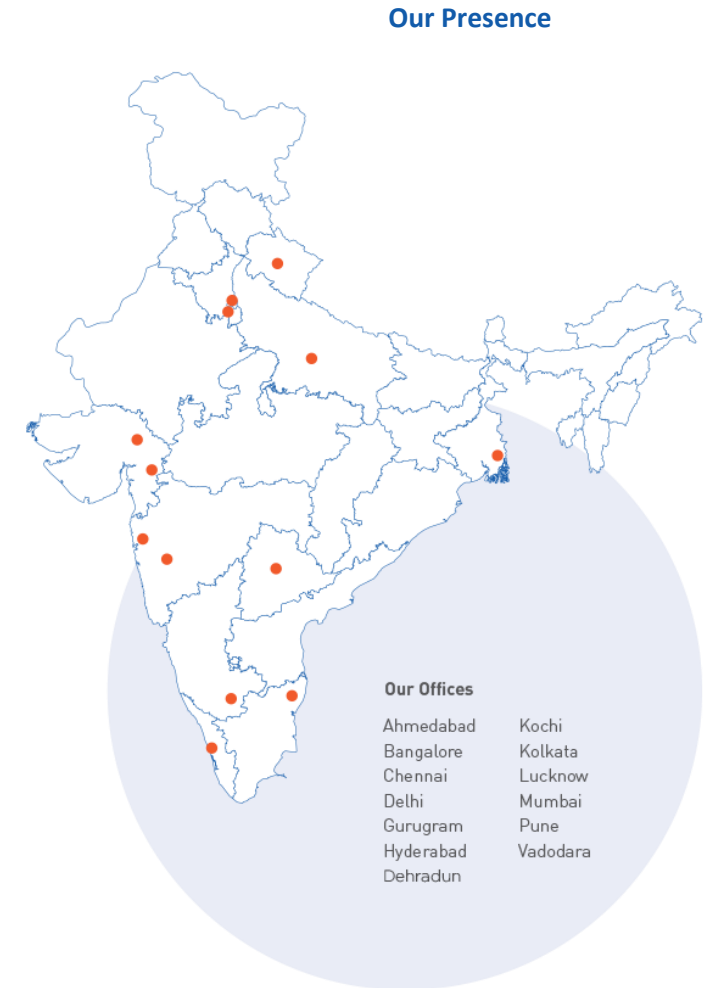 Our Presence
Our Offices
Ahmedabad
Bangalore
Chennai
Delhi
Gurugram
Hyderabad
Dehradun
Kochi
Kolkata
Lucknow
Mumbai
Pune
Vadodara